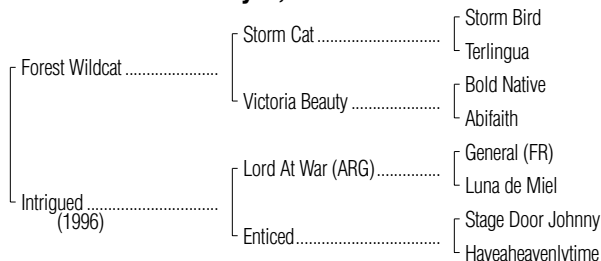 Storm Bird
Storm Cat
Terlingua
Forest Wildcat
Bold Native
Victoria Beauty
Abifaith
General (FR)
Lord At War (ARG)
Luna de Miel
Intrigued
(1996)
Stage Door Johnny
Enticed
Haveaheavenlytime